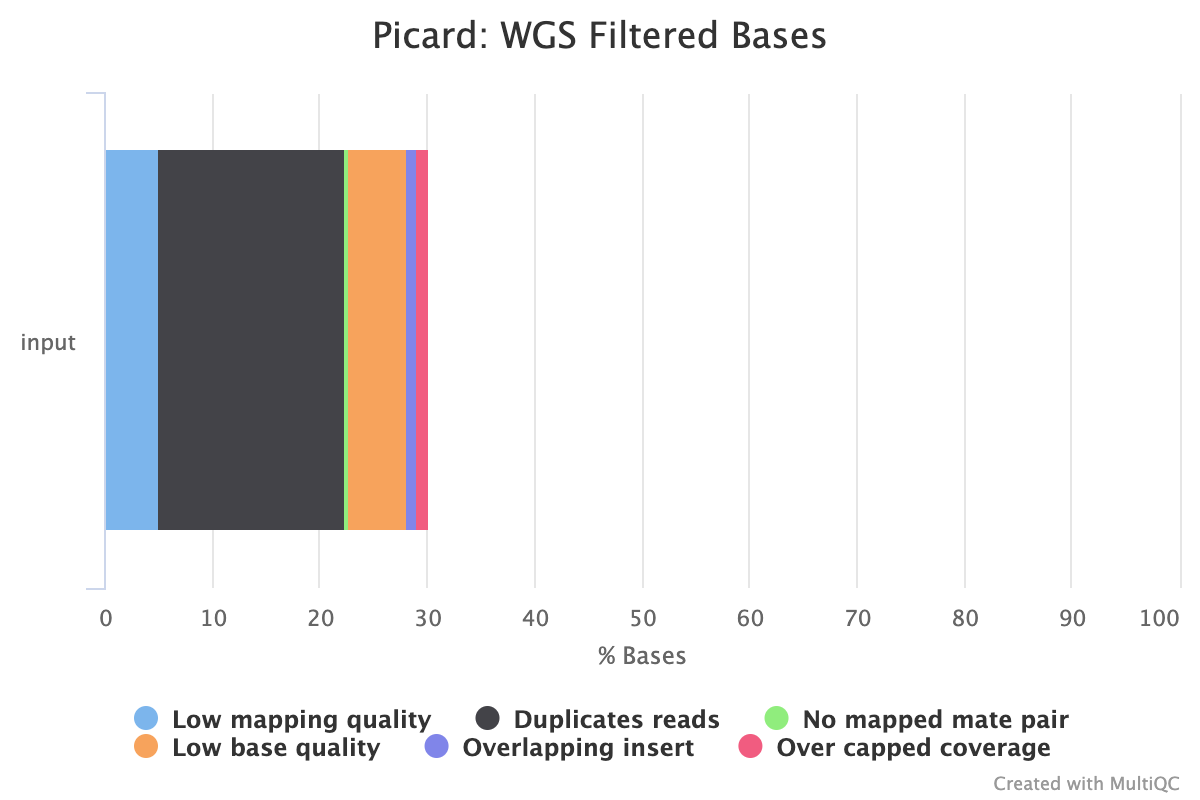 Picard: WGS Filtered Bases
input
0 10 20 30 40 50 60 70 80 90 100
% Bases
Low mapping quality Duplicates reads No mapped mate pair
Low base quality Overlapping insert Over capped coverage
Created with MultiQC